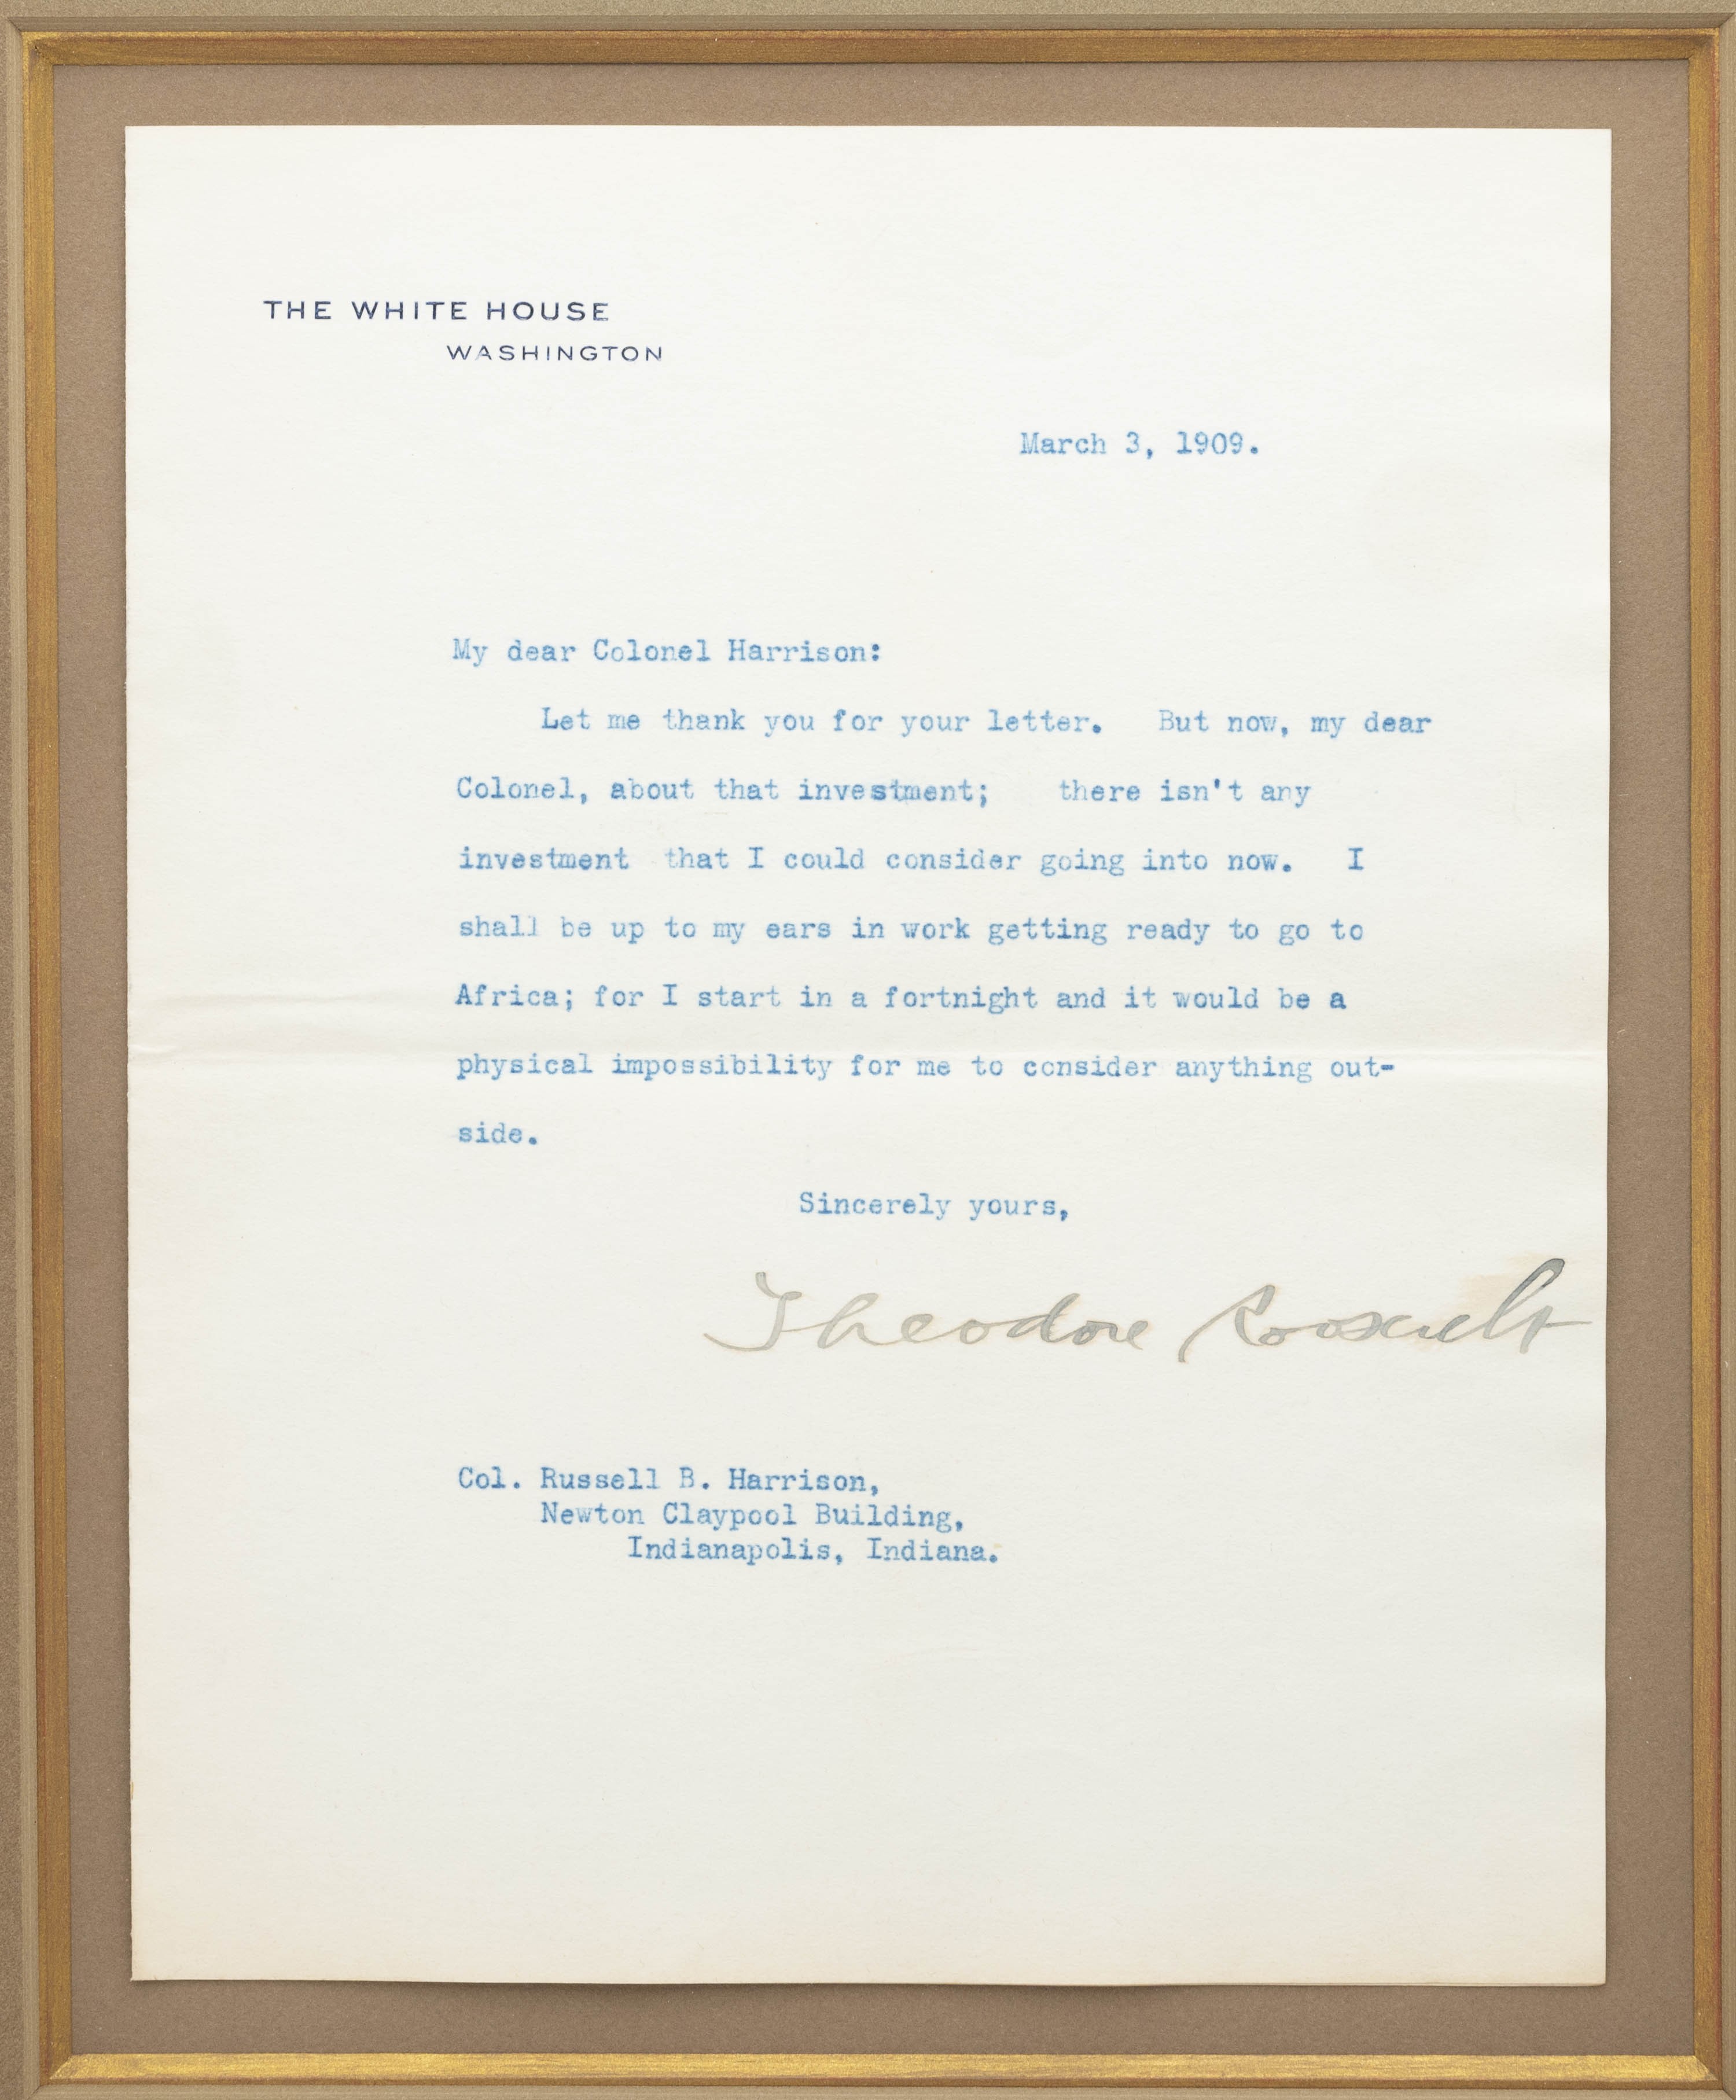 THE WHITE HOUSE
WASHINGTON
March 3, 1909.
My dear Colonel Harrison:
Let me thank you for your letter. But now, my dear
Colonel, about that investment; there isn't any
investment that I could consider going into now. I
shall be up to my ears in work getting ready to go to
Africa; for I start in a fortnight and it would be a
physical impossibility for me to consider anything out-
side.
Sincerely yours,
Theodore Roosevelt
Col. Russell B. Harrison,
Newton Claypool Building,
Indianapolis, Indiana.